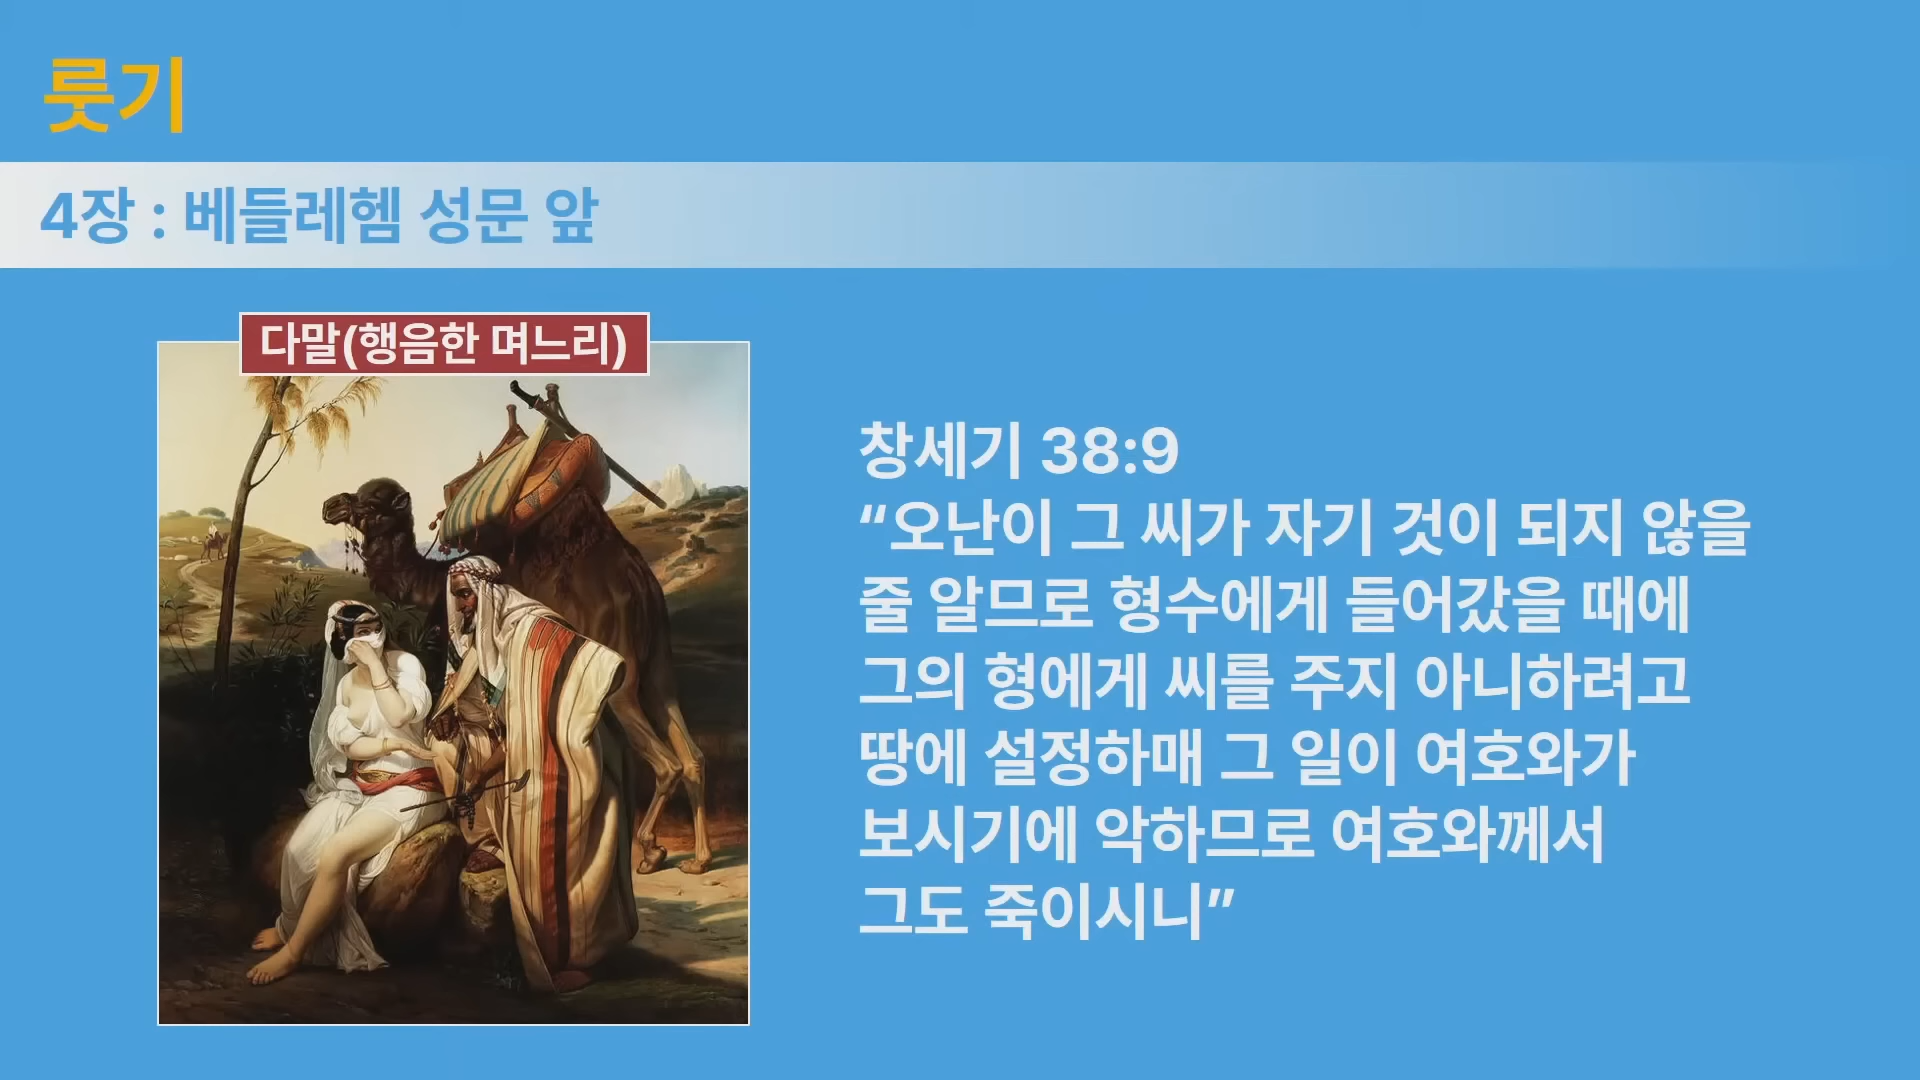 룻기
4장 : 베들레헴 성문 앞
다말(행음한 며느리)
창세기 38:9
“오난이 그 씨가 자기 것이 되지 않을
줄 알므로 형수에게 들어갔을 때에
그의 형에게 씨를 주지 아니하려고
땅에 설정하매 그 일이 여호와가
보시기에 악하므로 여호와께서
그도 죽이시니”